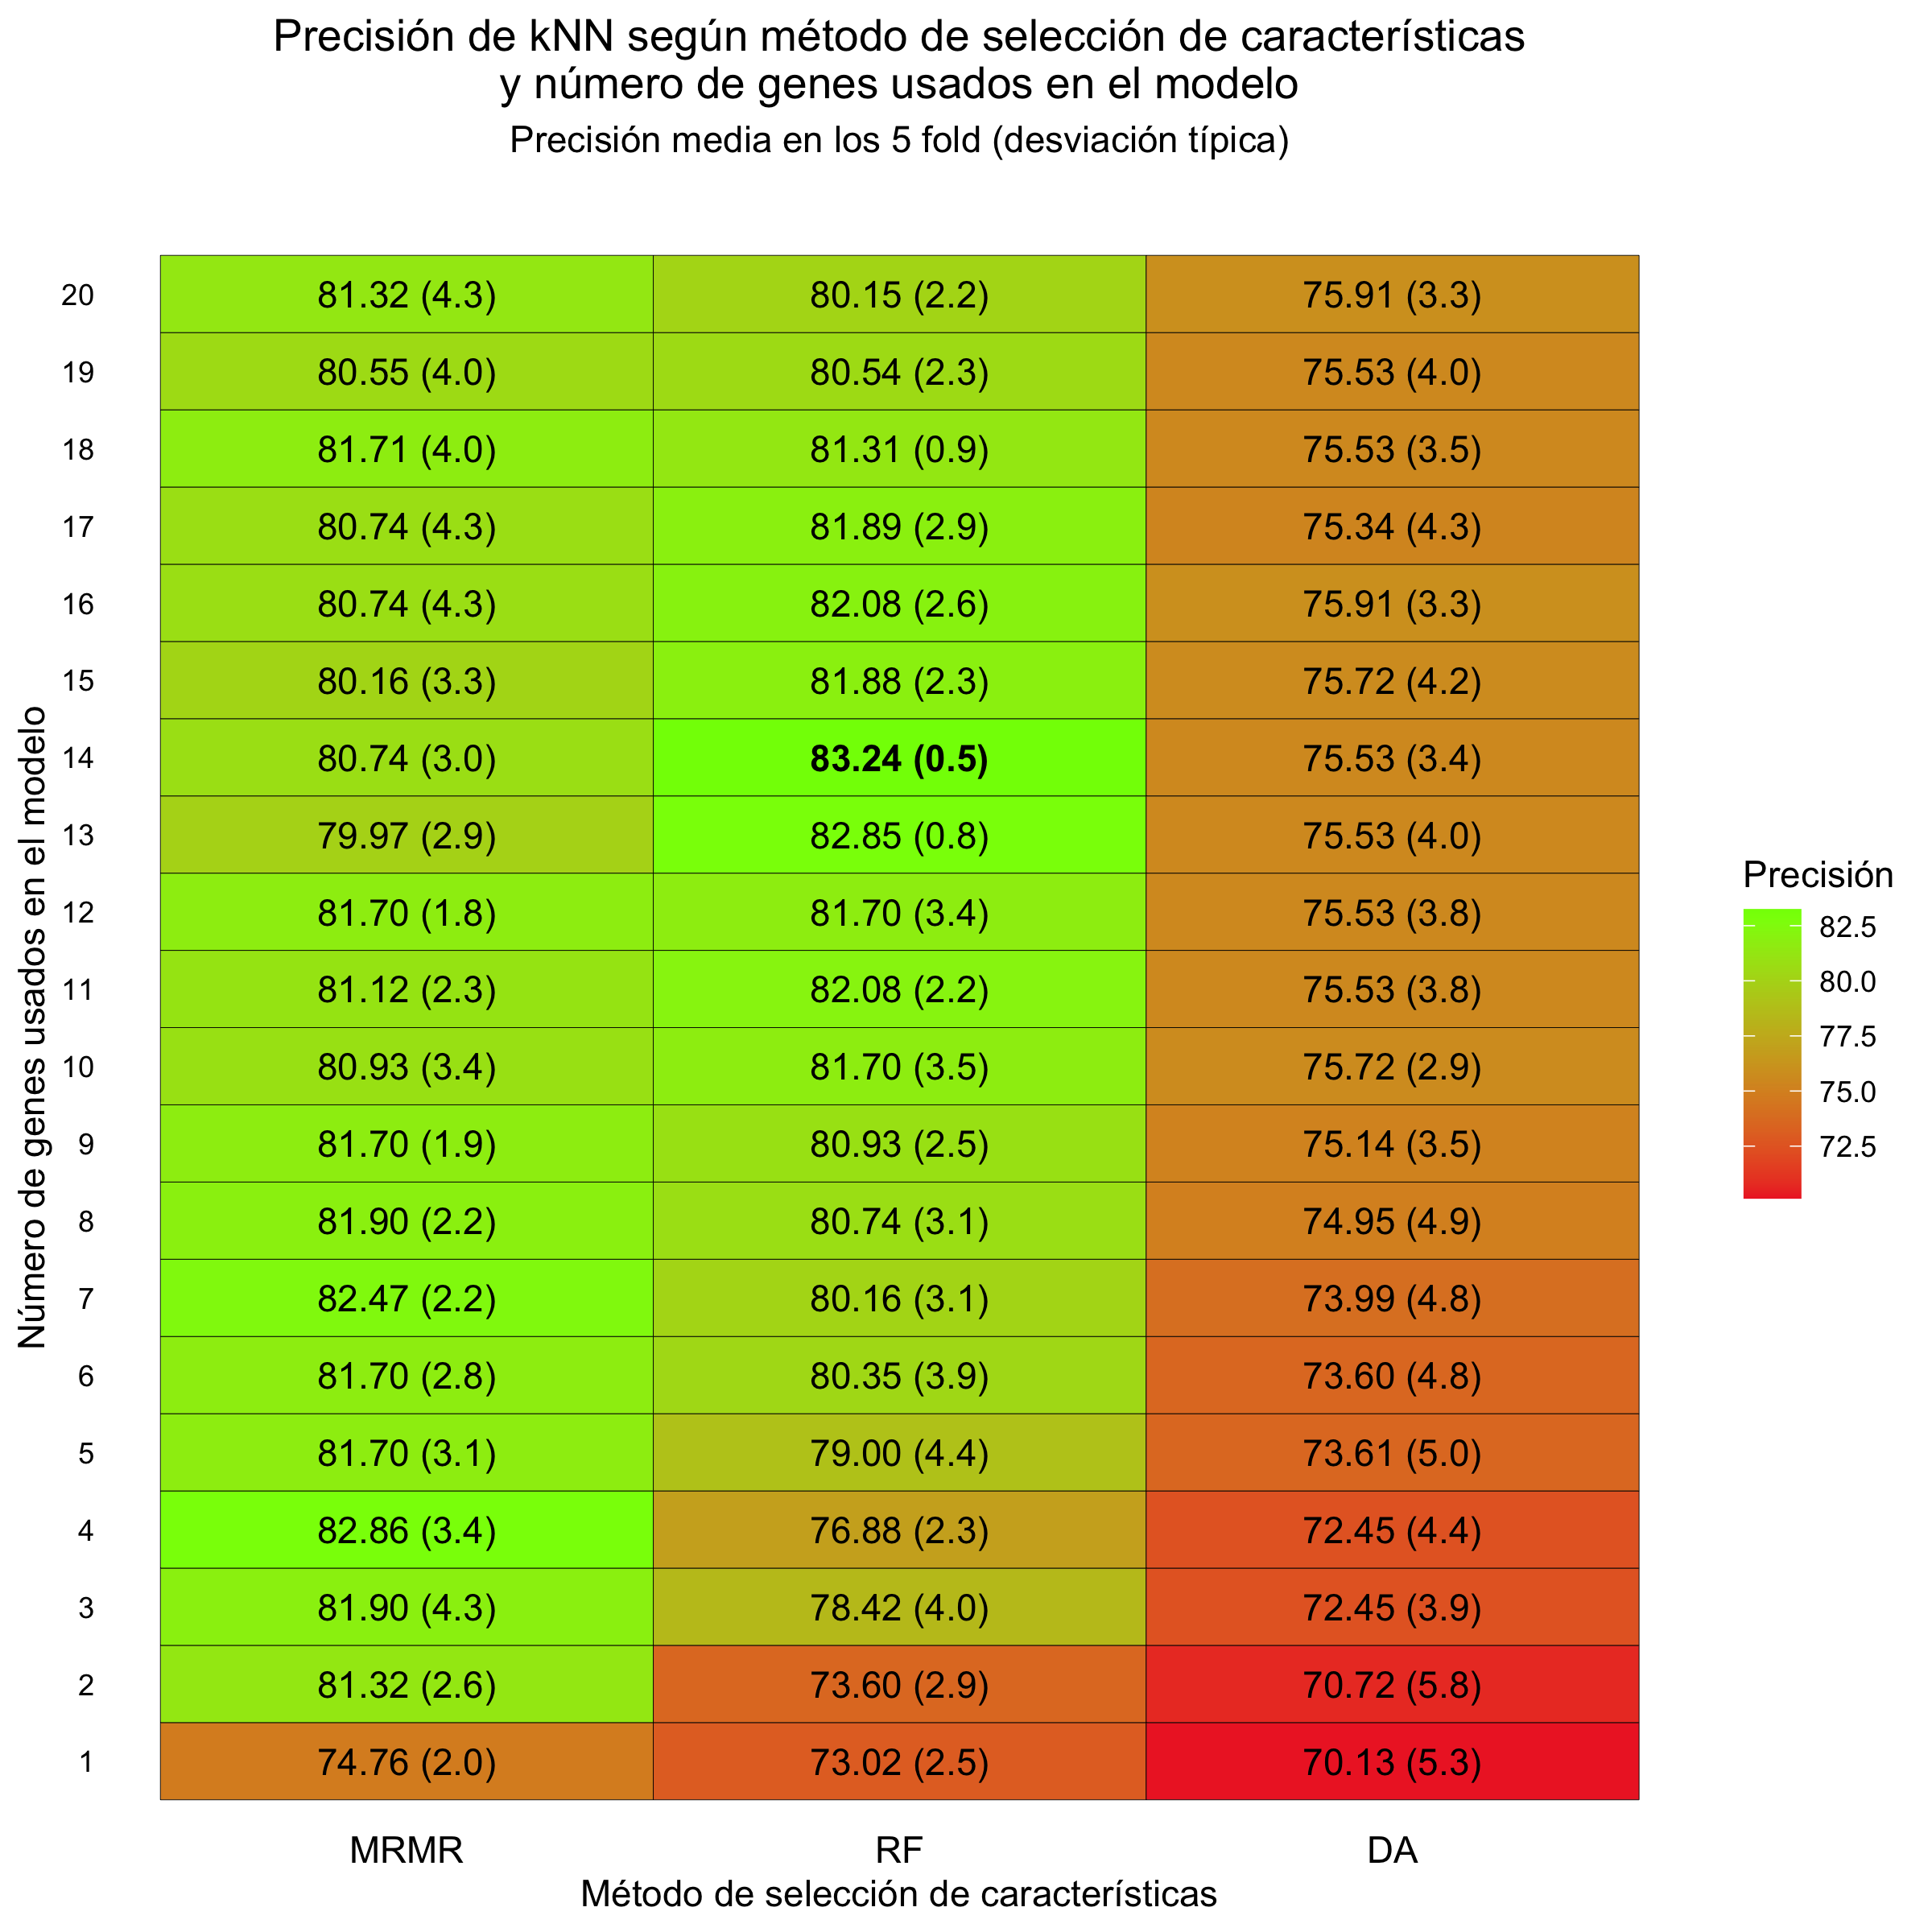 Precisión de kNN según método de selección de características
y número de genes usados en el modelo
Precisión media en los 5 fold (desviación típica)
Número de genes usados en el modelo
20 81.32 (4.3) 80.15 (2.2) 75.91 (3.3)
19 80.55 (4.0) 80.54 (2.3) 75.53 (4.0)
18 81.71 (4.0) 81.31 (0.9) 75.53 (3.5)
17 80.74 (4.3) 81.89 (2.9) 75.34 (4.3)
16 80.74 (4.3) 82.08 (2.6) 75.91 (3.3)
15 80.16 (3.3) 81.88 (2.3) 75.72 (4.2)
14 80.74 (3.0) 83.24 (0.5) 75.53 (3.4)
13 79.97 (2.9) 82.85 (0.8) 75.53 (4.0)
12 81.70 (1.8) 81.70 (3.4) 75.53 (3.8)
11 81.12 (2.3) 82.08 (2.2) 75.53 (3.8)
10 80.93 (3.4) 81.70 (3.5) 75.72 (2.9)
9 81.70 (1.9) 80.93 (2.5) 75.14 (3.5)
8 81.90 (2.2) 80.74 (3.1) 74.95 (4.9)
7 82.47 (2.2) 80.16 (3.1) 73.99 (4.8)
6 81.70 (2.8) 80.35 (3.9) 73.60 (4.8)
5 81.70 (3.1) 79.00 (4.4) 73.61 (5.0)
4 82.86 (3.4) 76.88 (2.3) 72.45 (4.4)
3 81.90 (4.3) 78.42 (4.0) 72.45 (3.9)
2 81.32 (2.6) 73.60 (2.9) 70.72 (5.8)
1 74.76 (2.0) 73.02 (2.5) 70.13 (5.3)
MRMR RF DA
Método de selección de características
Precisión
82.5
80.0
77.5
75.0
72.5